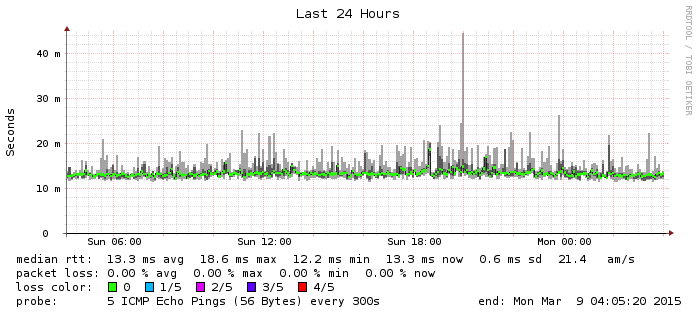 Last 24 Hours
RRDTOOL / TOBI OETIKER
Seconds
40 m
30 m
20 m
10 m
0
Sun 06:00 Sun 12:00 Sun 18:00 Mon 00:00
median rtt: 13.3 ms avg 18.6 ms max 12.2 ms min 13.3 ms now 0.6 ms sd 21.4 am/s
packet loss: 0.00 % avg 0.00 % max 0.00 % min 0.00 % now
loss color: 0 1/5 2/5 3/5 4/5
probe: 5 ICMP Echo Pings (56 Bytes) every 300s end: Mon Mar 9 04:05:20 2015